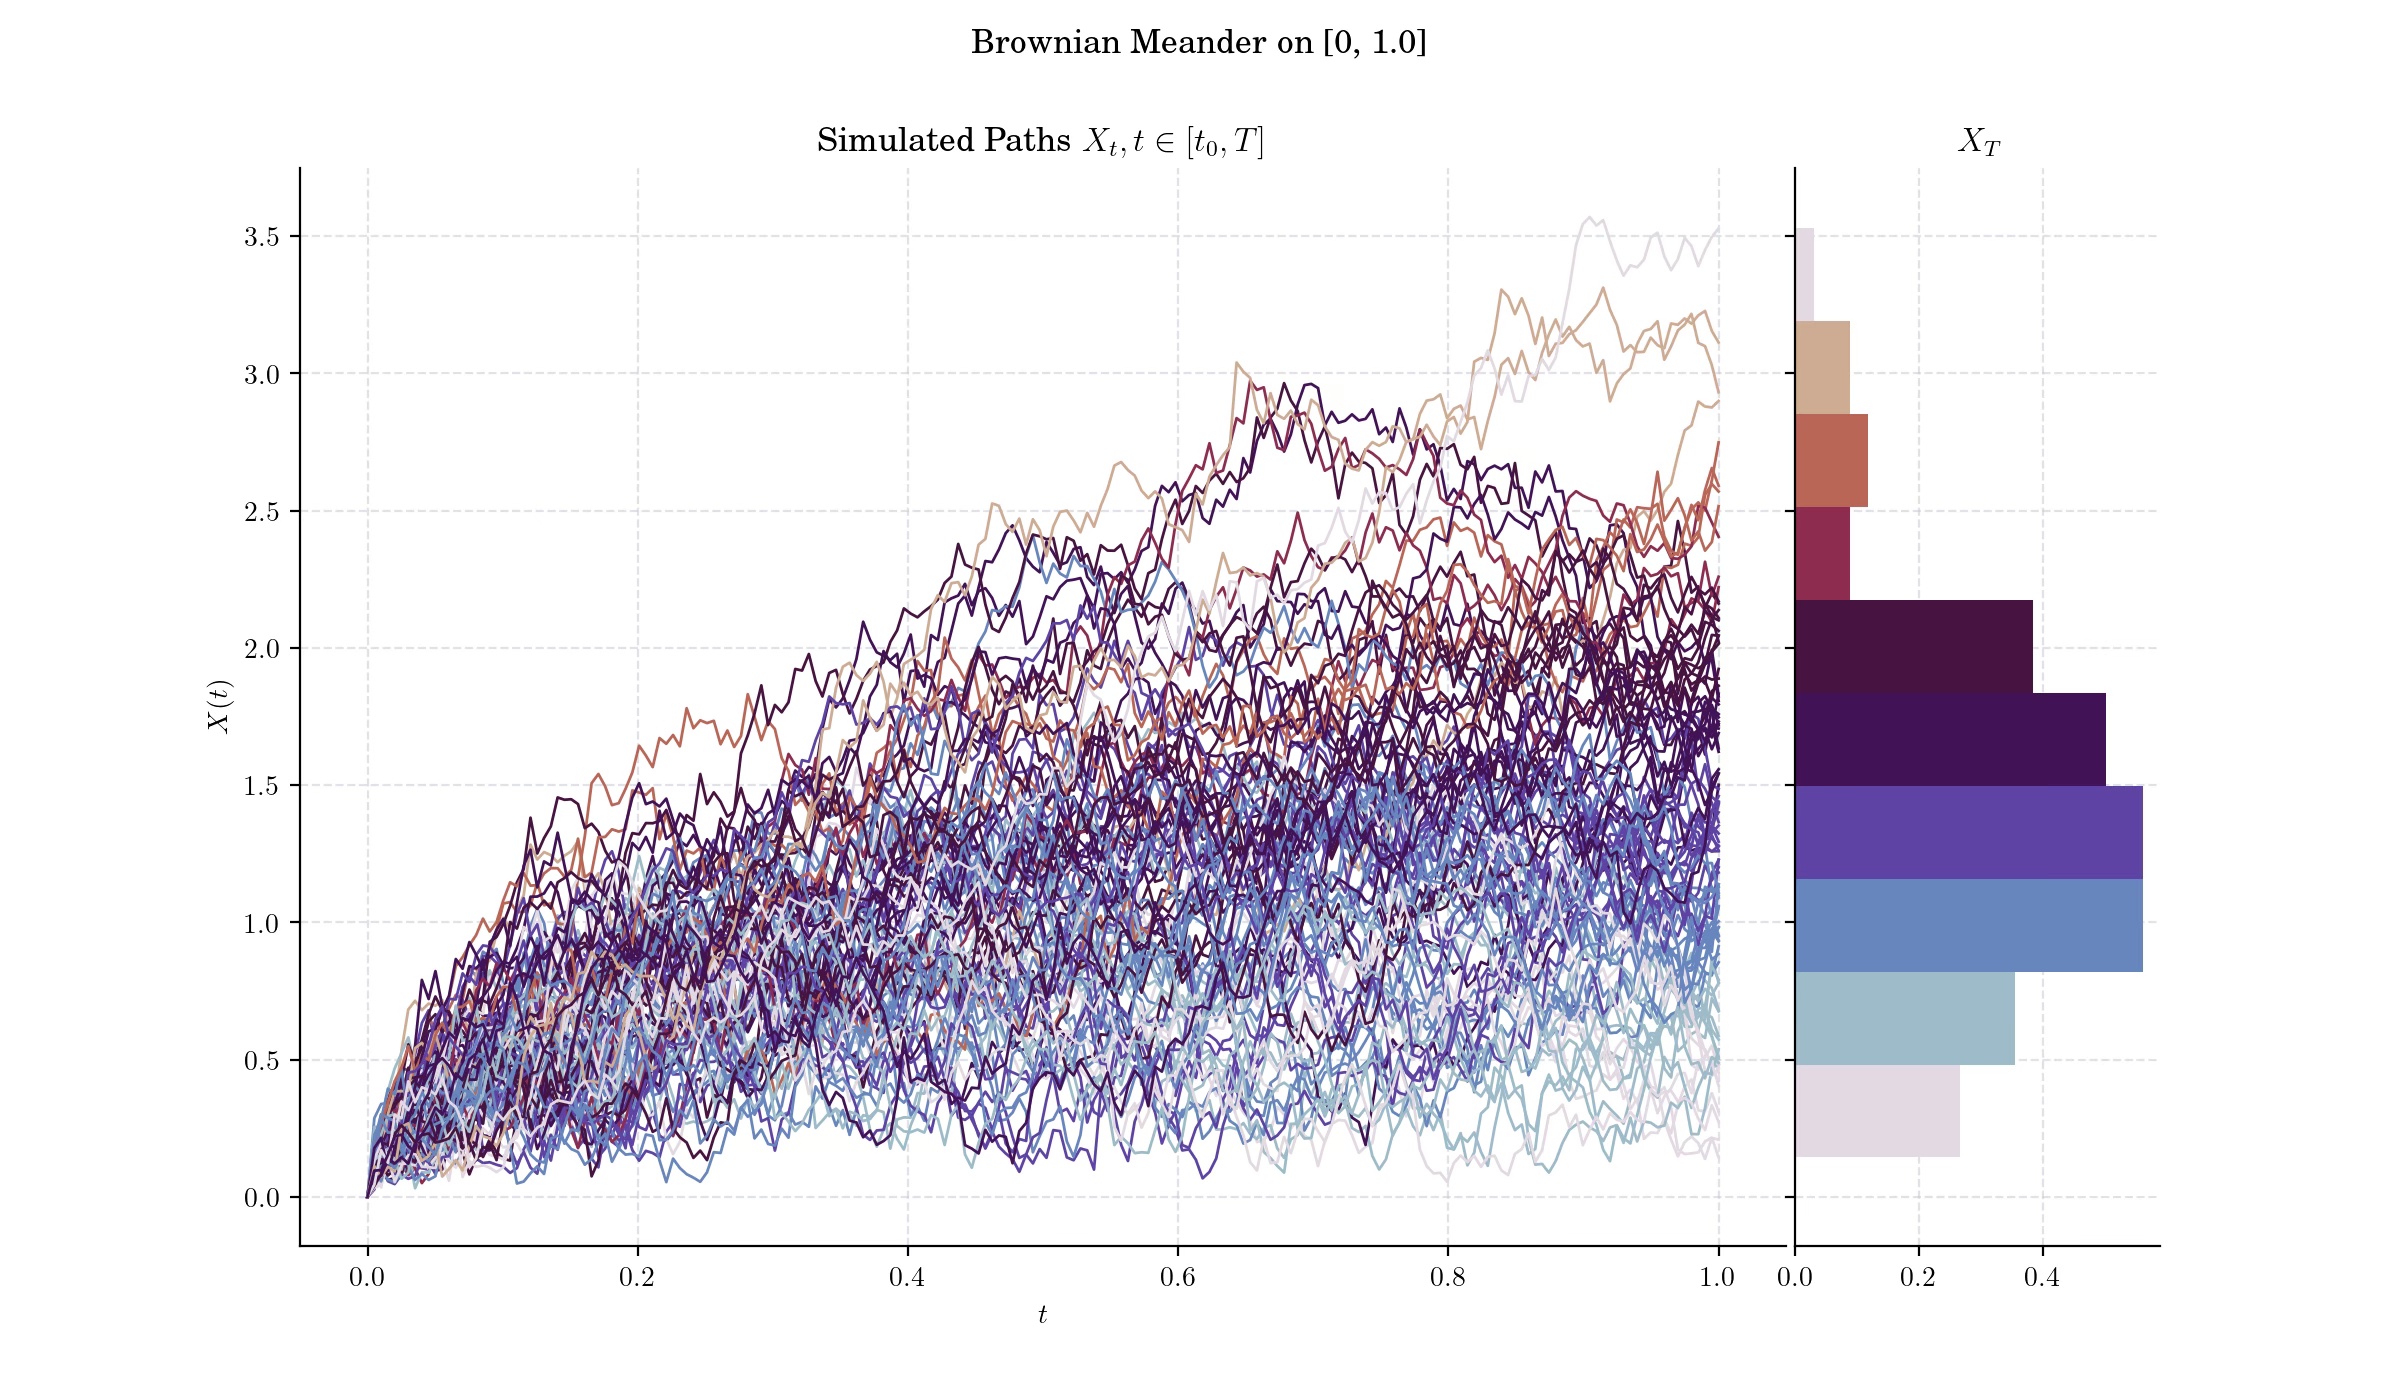 Brownian Meander on [0, 1.0]
Simulated Paths X_t, t ∈ [t_0, T]
X_T
3.5
3.0
2.5
2.0
1.5
1.0
0.5
0.0
X(t)
0.0 0.2 0.4 0.6 0.8 1.0
0.0 0.2 0.4
t